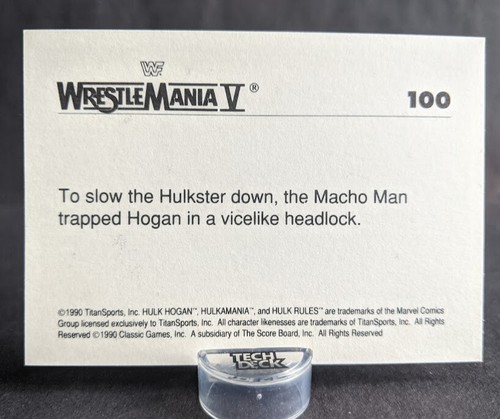 WF
WRESTLEMANIA V ®
100
To slow the Hulkster down, the Macho Man
trapped Hogan in a vicelike headlock.
©1990 TitanSports, Inc. HULK HOGAN™, HULKAMANIA™, and HULK RULES™ are trademarks of the Marvel Comics
Group licensed exclusively to TitanSports, Inc. All character likenesses are trademarks of TitanSports, Inc. All Rights
Reserved ©1990 Classic Games, Inc. A subsidiary of The Score Board, Inc. All Rights Reserved
TECH
DECK